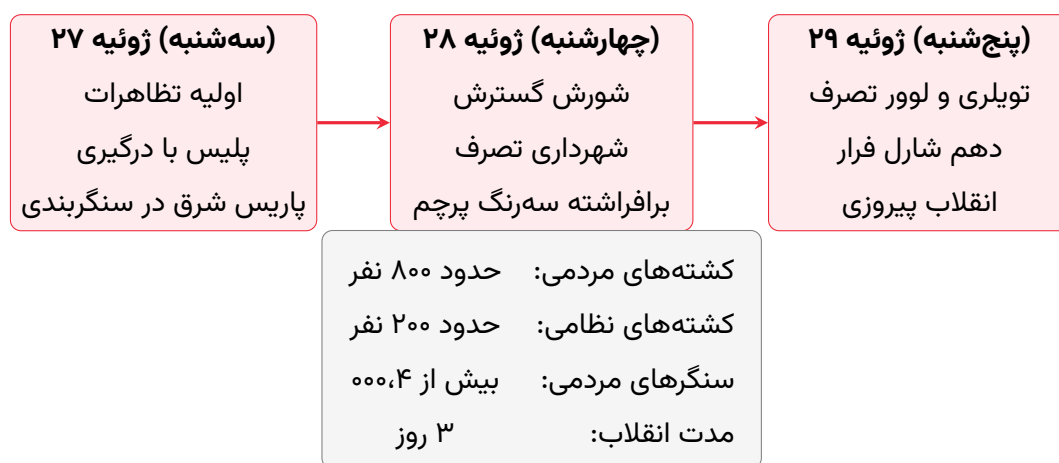 (سه‌شنبه) ژوئیه ۲۷
اولیه تظاهرات
پلیس با درگیری
پاریس شرق در سنگربندی
(چهارشنبه) ژوئیه ۲۸
شورش گسترش
شهرداری تصرف
برافراشته سه‌رنگ پرچم
(پنج‌شنبه) ژوئیه ۲۹
تویلری و لوور تصرف
دهم شارل فرار
انقلاب پیروزی
کشته‌های مردمی: حدود ۸۰۰ نفر
کشته‌های نظامی: حدود ۲۰۰ نفر
سنگرهای مردمی: بیش از ۰۰۰،۴
مدت انقلاب: ۳ روز